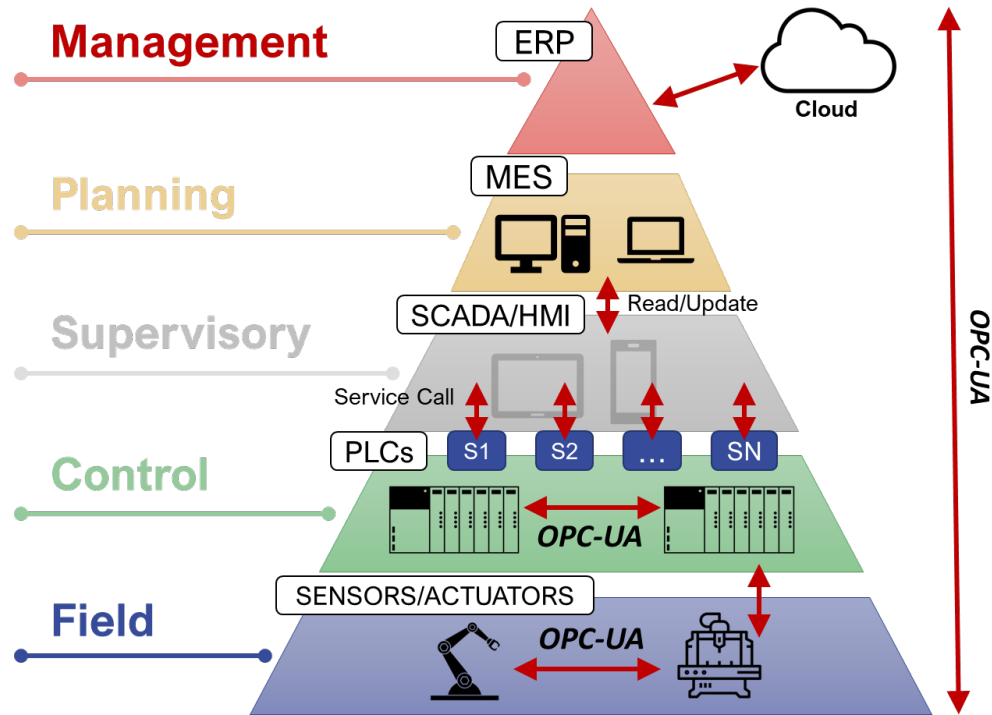 Management
ERP
Cloud
MES
Planning
SCADA/HMI
Read/Update
Supervisory
OPC-UA
Service Call
PLCs
S1
S2
...
SN
Control
OPC-UA
SENSORS/ACTUATORS
Field
OPC-UA